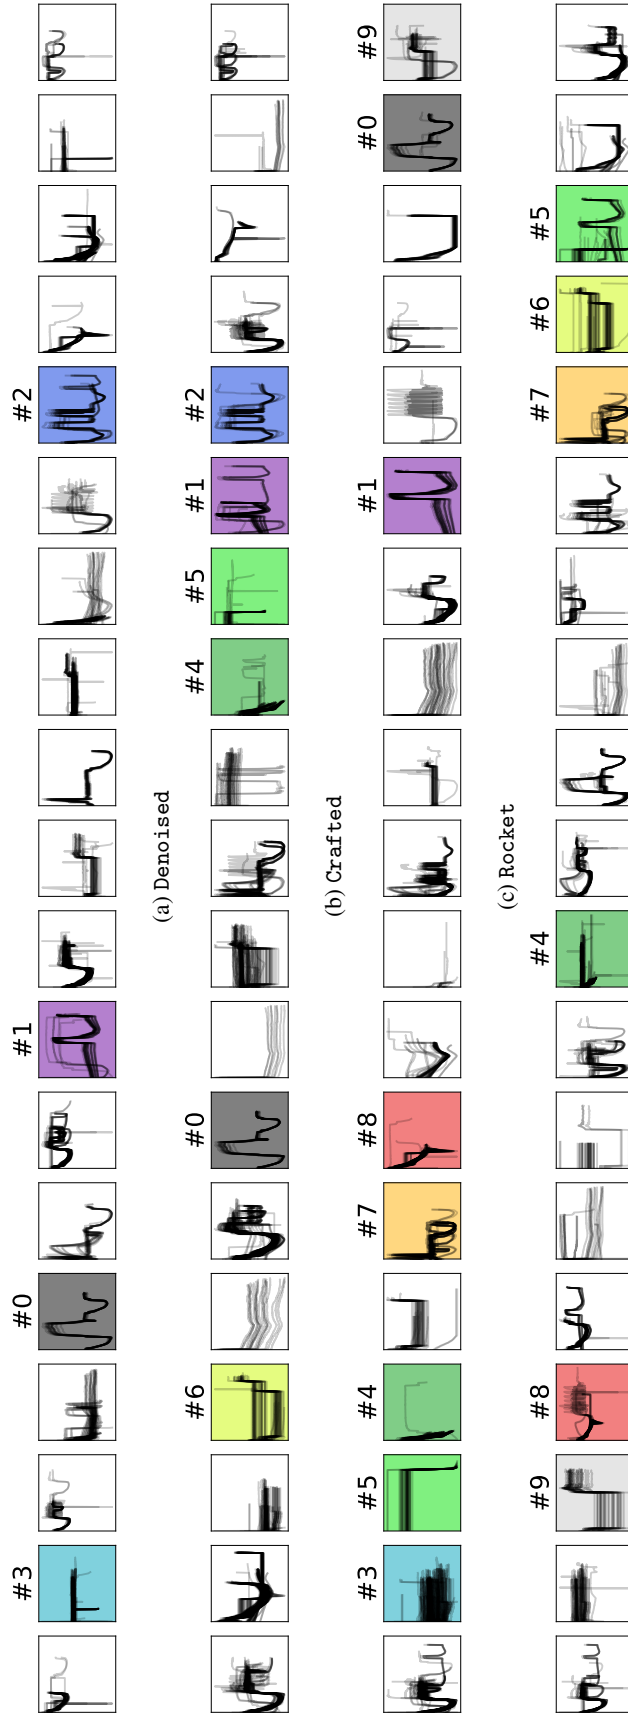 #3 #0 #1 #2
(a) Denoised
#6 #0 #4 #5 #1 #2
(b) Crafted
#3 #5 #4 #7 #8 #1 #0 #9
(c) Rocket
#9 #8 #4 #7 #6 #5